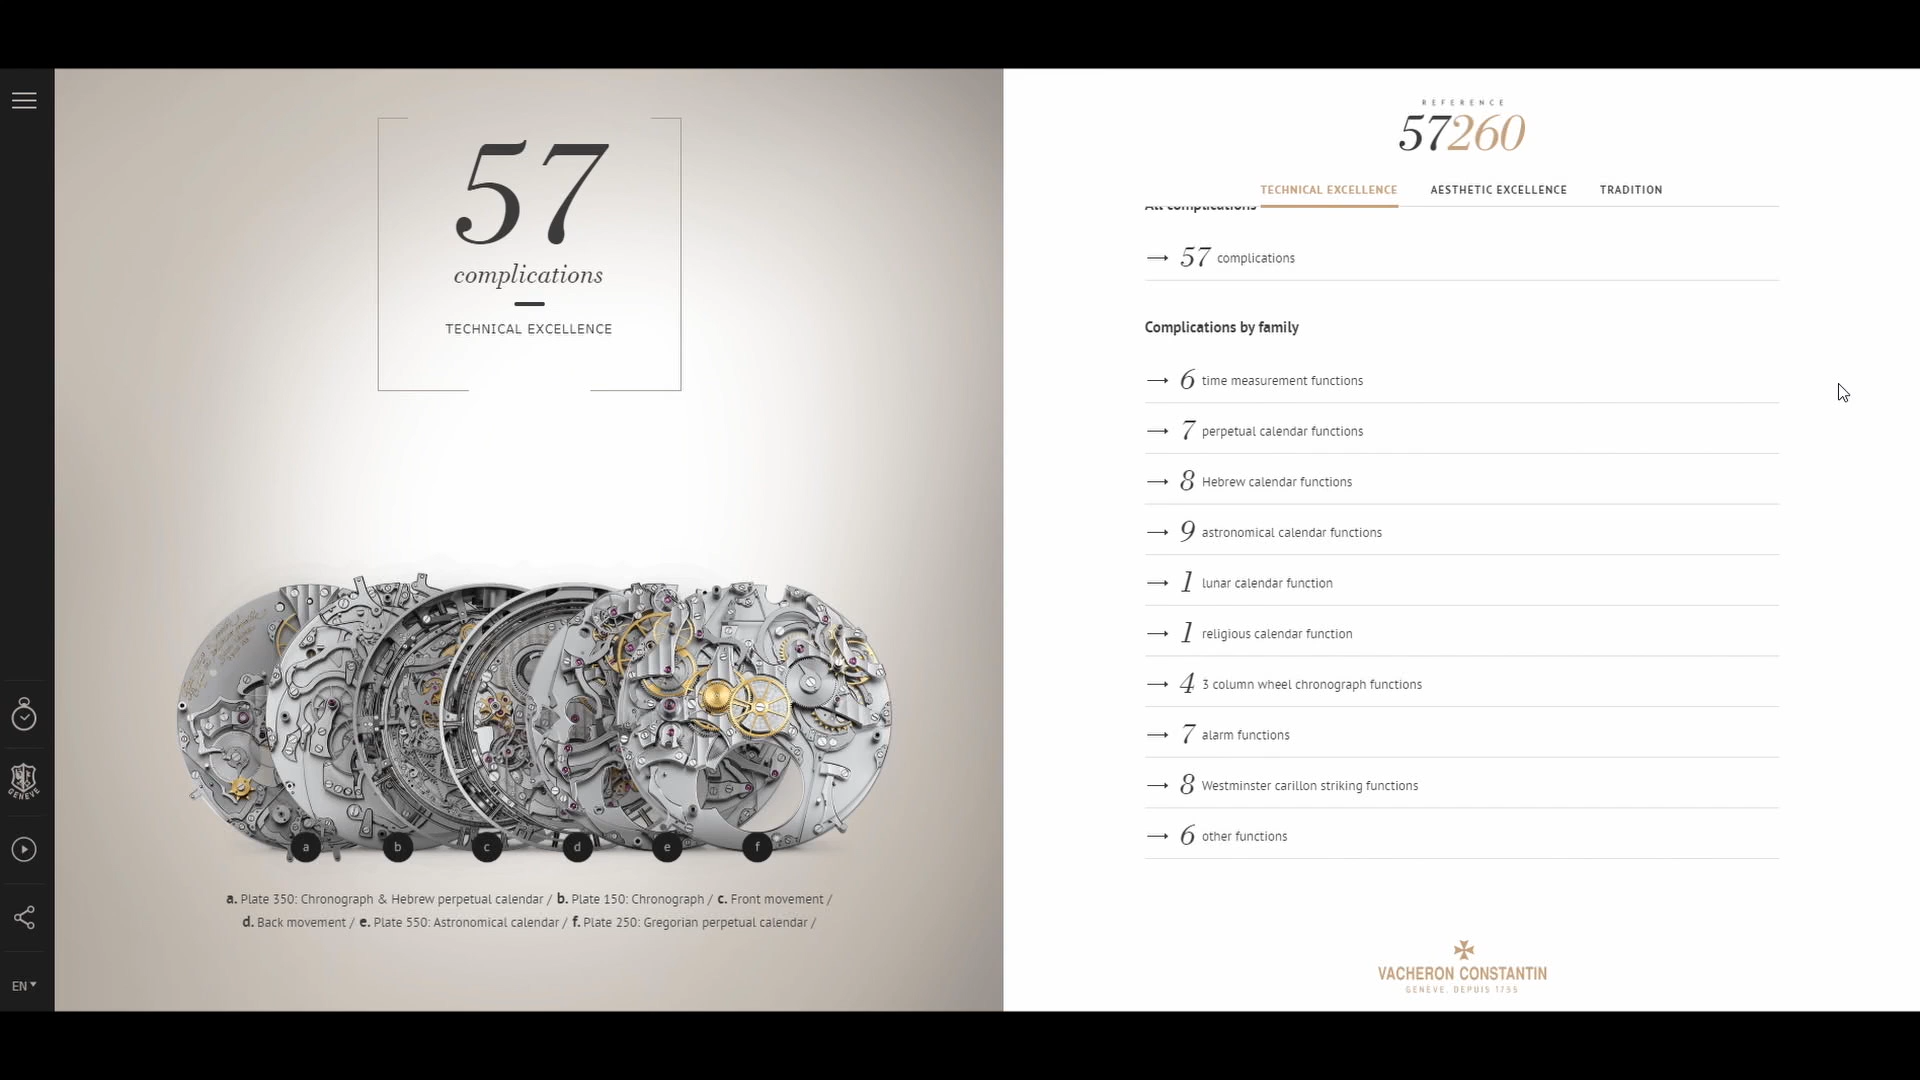 57
complications
TECHNICAL EXCELLENCE
a
b
c
d
e
f
a. Plate 350: Chronograph & Hebrew perpetual calendar / b. Plate 150: Chronograph / c. Front movement /
d. Back movement / e. Plate 550: Astronomical calendar / f. Plate 250: Gregorian perpetual calendar /
GENEVE
EN
REFERENCE
57260
TECHNICAL EXCELLENCE
AESTHETIC EXCELLENCE
TRADITION
All complications
57 complications
Complications by family
6 time measurement functions
7 perpetual calendar functions
8 Hebrew calendar functions
9 astronomical calendar functions
1 lunar calendar function
1 religious calendar function
4 3 column wheel chronograph functions
7 alarm functions
8 Westminster carillon striking functions
6 other functions
VACHERON CONSTANTIN
GENÈVE, DEPUIS 1755